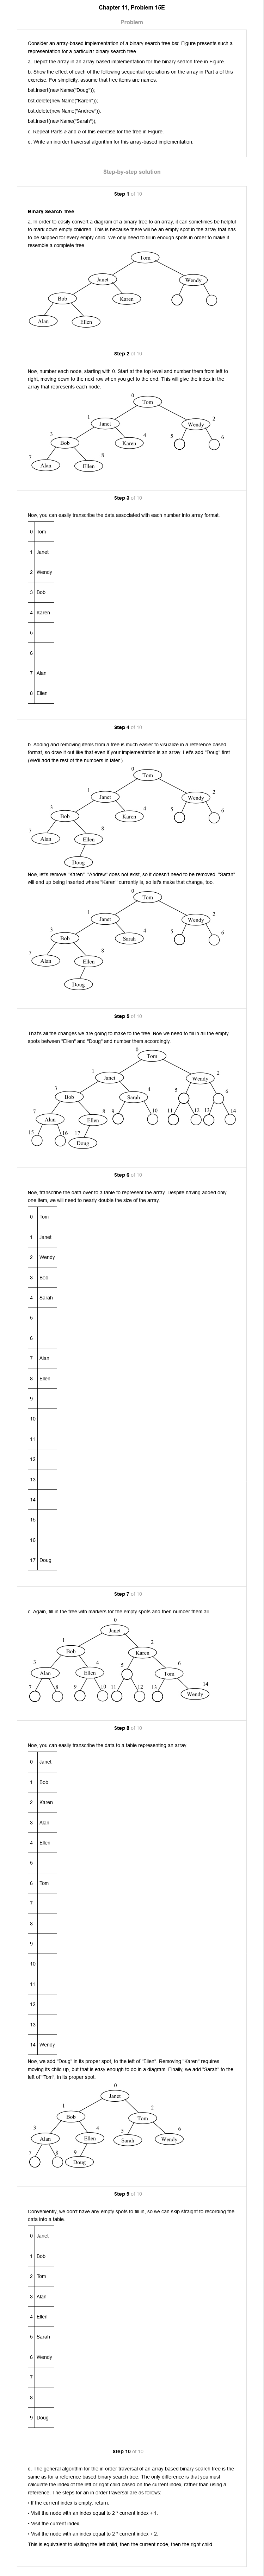 Chapter 11, Problem 15E
Problem
Consider an array-based implementation of a binary search tree bst. Figure presents such a
representation for a particular binary search tree.
a. Depict the array in an array-based implementation for the binary search tree in Figure.
b. Show the effect of each of the following sequential operations on the array in Part a of this
exercise. For simplicity, assume that tree items are names.
bst.insert(new Name("Doug"));
bst.delete(new Name("Karen"));
bst.delete(new Name("Andrew"));
bst.insert(new Name("Sarah"));
c. Repeat Parts a and b of this exercise for the tree in Figure.
d. Write an inorder traversal algorithm for this array-based implementation.
Step-by-step solution
Step 1 of 10
Binary Search Tree
a. In order to easily convert a diagram of a binary tree to an array, it can sometimes be helpful
to mark down empty children. This is because there will be an empty spot in the array that has
to be skipped for every empty child. We only need to fill in enough spots in order to make it
resemble a complete tree.
Tom
Janet
Wendy
Bob
Karen
Alan
Ellen
Step 2 of 10
Now, number each node, starting with 0. Start at the top level and number them from left to
right, moving down to the next row when you get to the end. This will give the index in the
array that represents each node.
0
Tom
1
2
Janet
Wendy
3
4
5
6
Bob
Karen
7
8
Alan
Ellen
Step 3 of 10
Now, you can easily transcribe the data associated with each number into array format.
0 Tom
1 Janet
2 Wendy
3 Bob
4 Karen
5
6
7 Alan
8 Ellen
Step 4 of 10
b. Adding and removing items from a tree is much easier to visualize in a reference based
format, so draw it out like that even if your implementation is an array. Let's add "Doug" first.
(We'll add the rest of the numbers in later.)
0
Tom
1
2
Janet
Wendy
3
4
5
6
Bob
Karen
7
8
Alan
Ellen
Doug
Now, let's remove "Karen". "Andrew" does not exist, so it doesn't need to be removed. "Sarah"
will end up being inserted where "Karen" currently is, so let's make that change, too.
0
Tom
1
2
Janet
Wendy
3
4
5
6
Bob
Sarah
7
8
Alan
Ellen
Doug
Step 5 of 10
That's all the changes we are going to make to the tree. Now we need to fill in all the empty
spots between "Ellen" and "Doug" and number them accordingly.
0
Tom
1
2
Janet
Wendy
3
4
5
6
Bob
Sarah
7
8 9
10 11
12 13
14
Alan
Ellen
15
16 17
Doug
Step 6 of 10
Now, transcribe the data over to a table to represent the array. Despite having added only
one item, we will need to nearly double the size of the array.
0 Tom
1 Janet
2 Wendy
3 Bob
4 Sarah
5
6
7 Alan
8 Ellen
9
10
11
12
13
14
15
16
17 Doug
Step 7 of 10
c. Again, fill in the tree with markers for the empty spots and then number them all.
0
Janet
1
2
Bob
Karen
3
4
5
6
Alan
Ellen
Tom
7
8
9
10 11
12 13
14
Wendy
Step 8 of 10
Now, you can easily transcribe the data to a table representing an array.
0 Janet
1 Bob
2 Karen
3 Alan
4 Ellen
5
6 Tom
7
8
9
10
11
12
13
14 Wendy
Now, we add "Doug" in its proper spot, to the left of "Ellen". Removing "Karen" requires
moving its child up, but that is easy enough to do in a diagram. Finally, we add "Sarah" to the
left of "Tom", in its proper spot.
0
Janet
1
2
Bob
Tom
3
4
5
6
Alan
Ellen
Sarah
Wendy
7
8
9
Doug
Step 9 of 10
Conveniently, we don't have any empty spots to fill in, so we can skip straight to recording the
data into a table.
0 Janet
1 Bob
2 Tom
3 Alan
4 Ellen
5 Sarah
6 Wendy
7
8
9 Doug
Step 10 of 10
d. The general algorithm for the in order traversal of an array based binary search tree is the
same as for a reference based binary search tree. The only difference is that you must
calculate the index of the left or right child based on the current index, rather than using a
reference. The steps for an in order traversal are as follows:
• If the current index is empty, return.
• Visit the node with an index equal to 2 * current index + 1.
• Visit the current index.
• Visit the node with an index equal to 2 * current index + 2.
This is equivalent to visiting the left child, then the current node, then the right child.